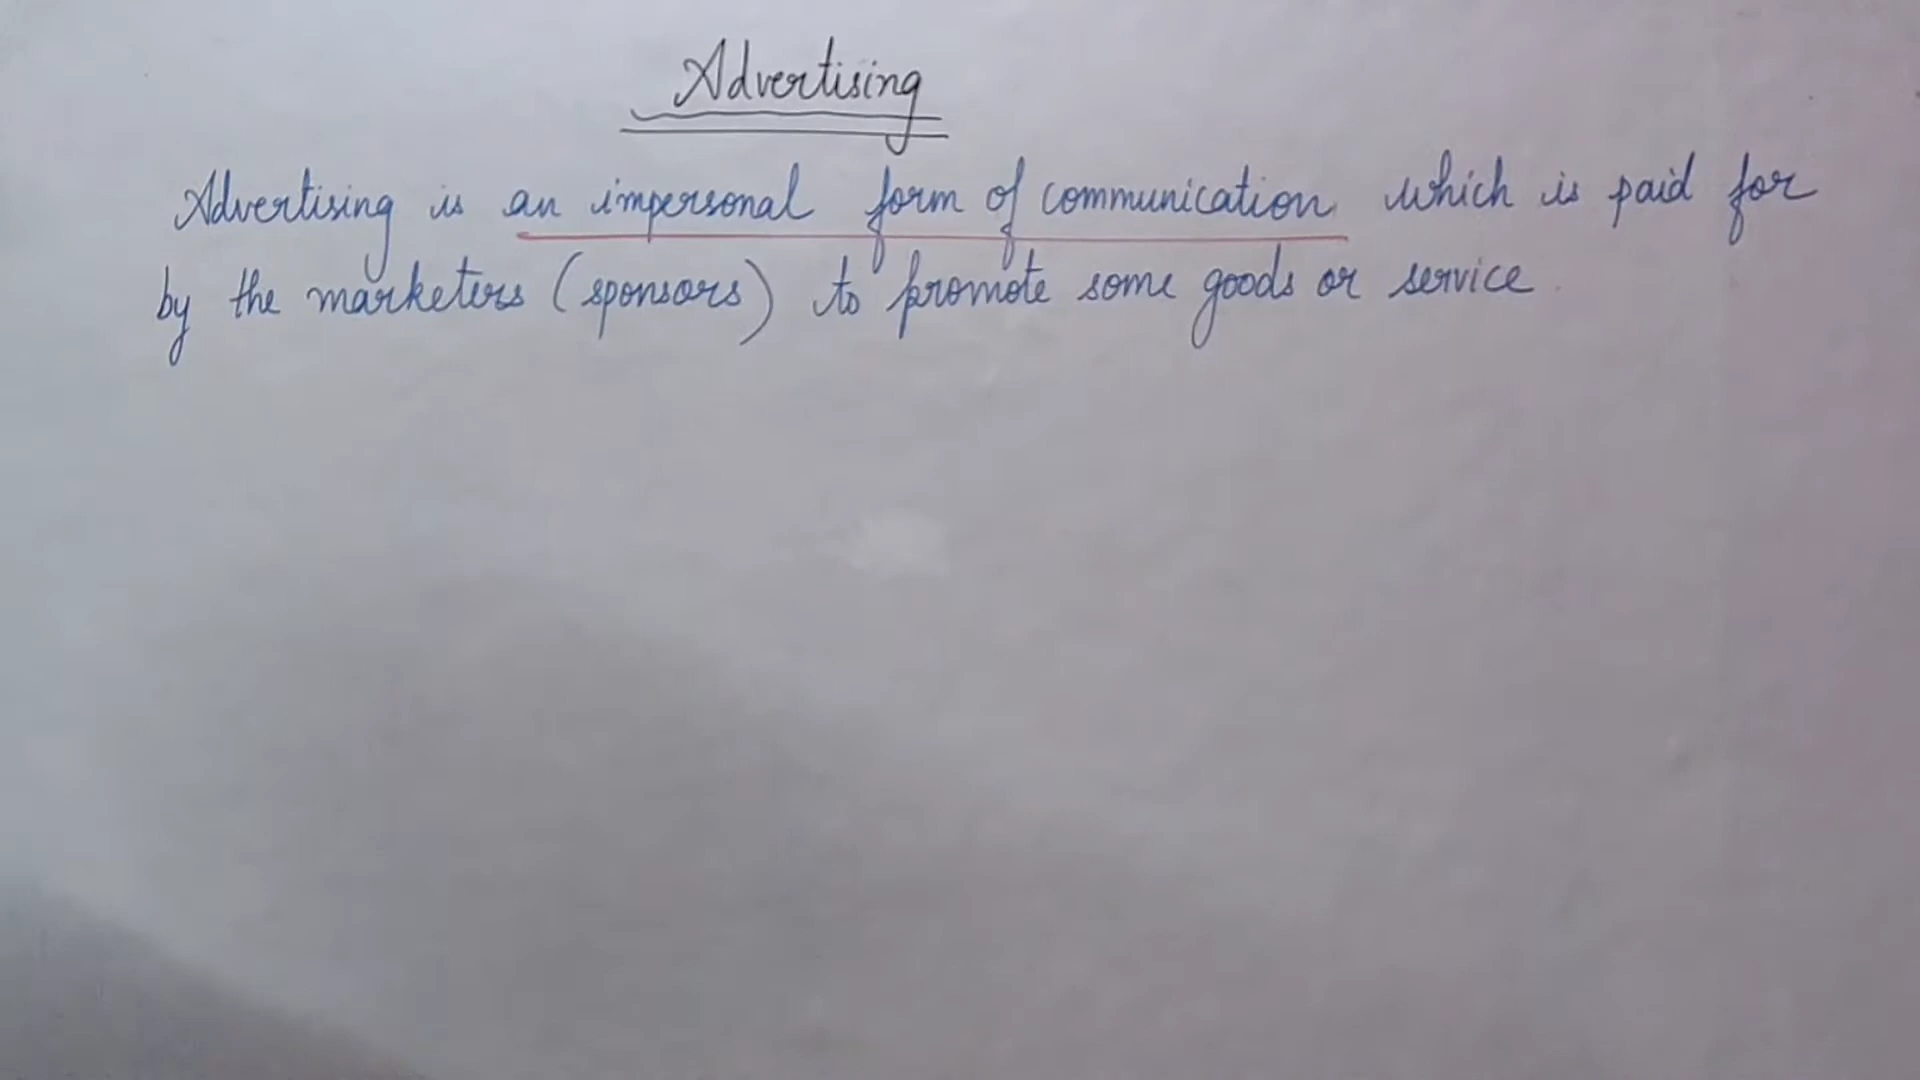 Advertising
Advertising is an impersonal form of communication which is paid for
by the marketers (sponsors) to promote some goods or service